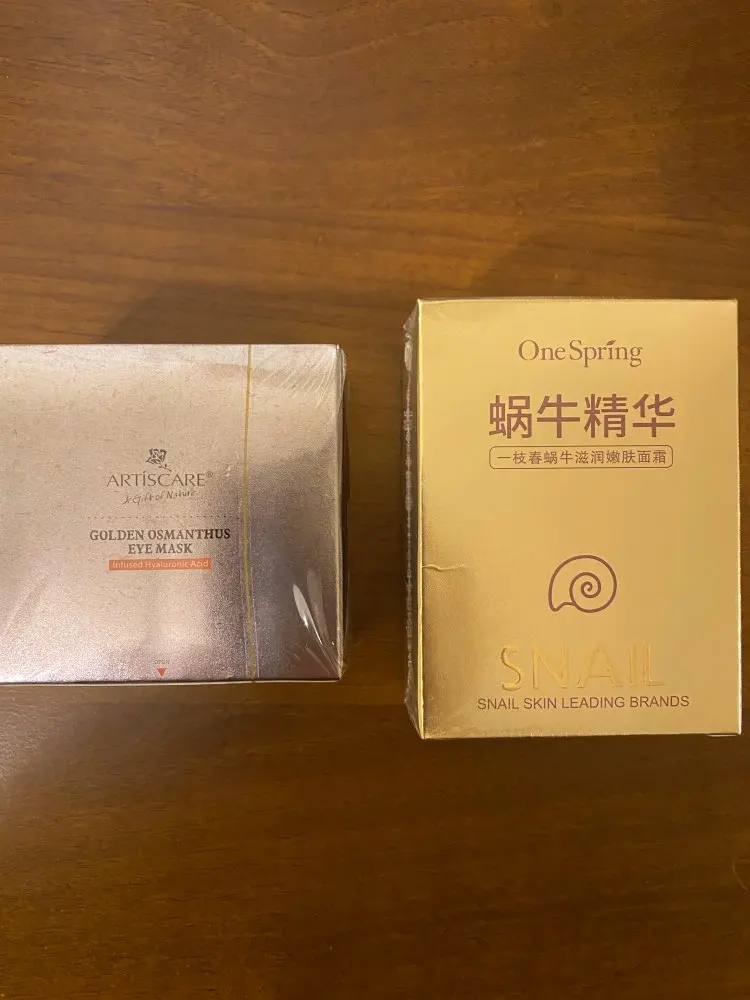 ARTISCARE®
A Gift of Nature
GOLDEN OSMANTHUS
EYE MASK
Infused Hyaluronic Acid
OPEN
OneSpring
蜗牛精华
一枝春蜗牛滋润嫩肤面霜
SNAIL
SNAIL SKIN LEADING BRANDS